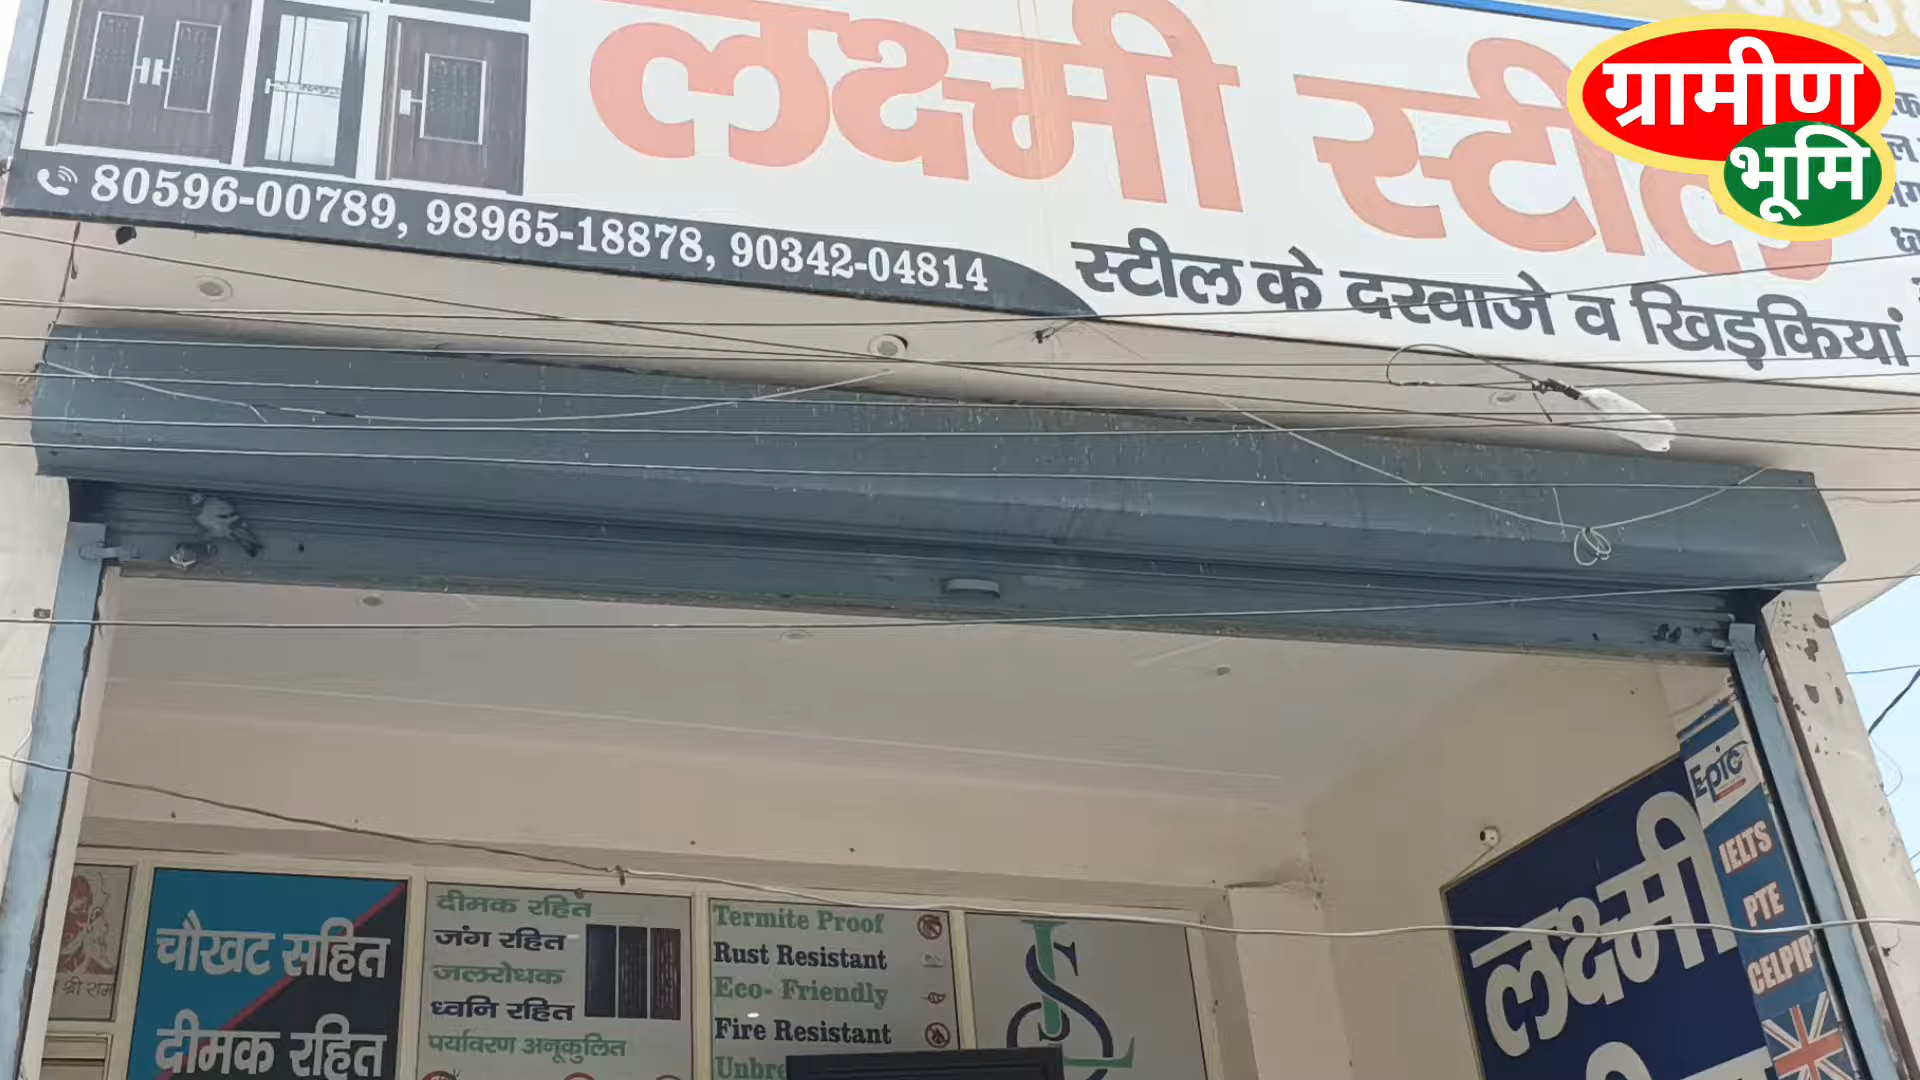 लक्ष्मी स्टील
ग्रामीण
भूमि
80596-00789, 98965-18878, 90342-04814
स्टील के दरवाजे व खिड़कियां
Epic
IELTS
PTE
CELPIP
लक्ष्मी
श्री राम
चौखट सहित
दीमक रहित
दीमक रहित
जंग रहित
जलरोधक
ध्वनि रहित
पर्यावरण अनूकुलित
Termite Proof
Rust Resistant
Eco- Friendly
Fire Resistant
LS